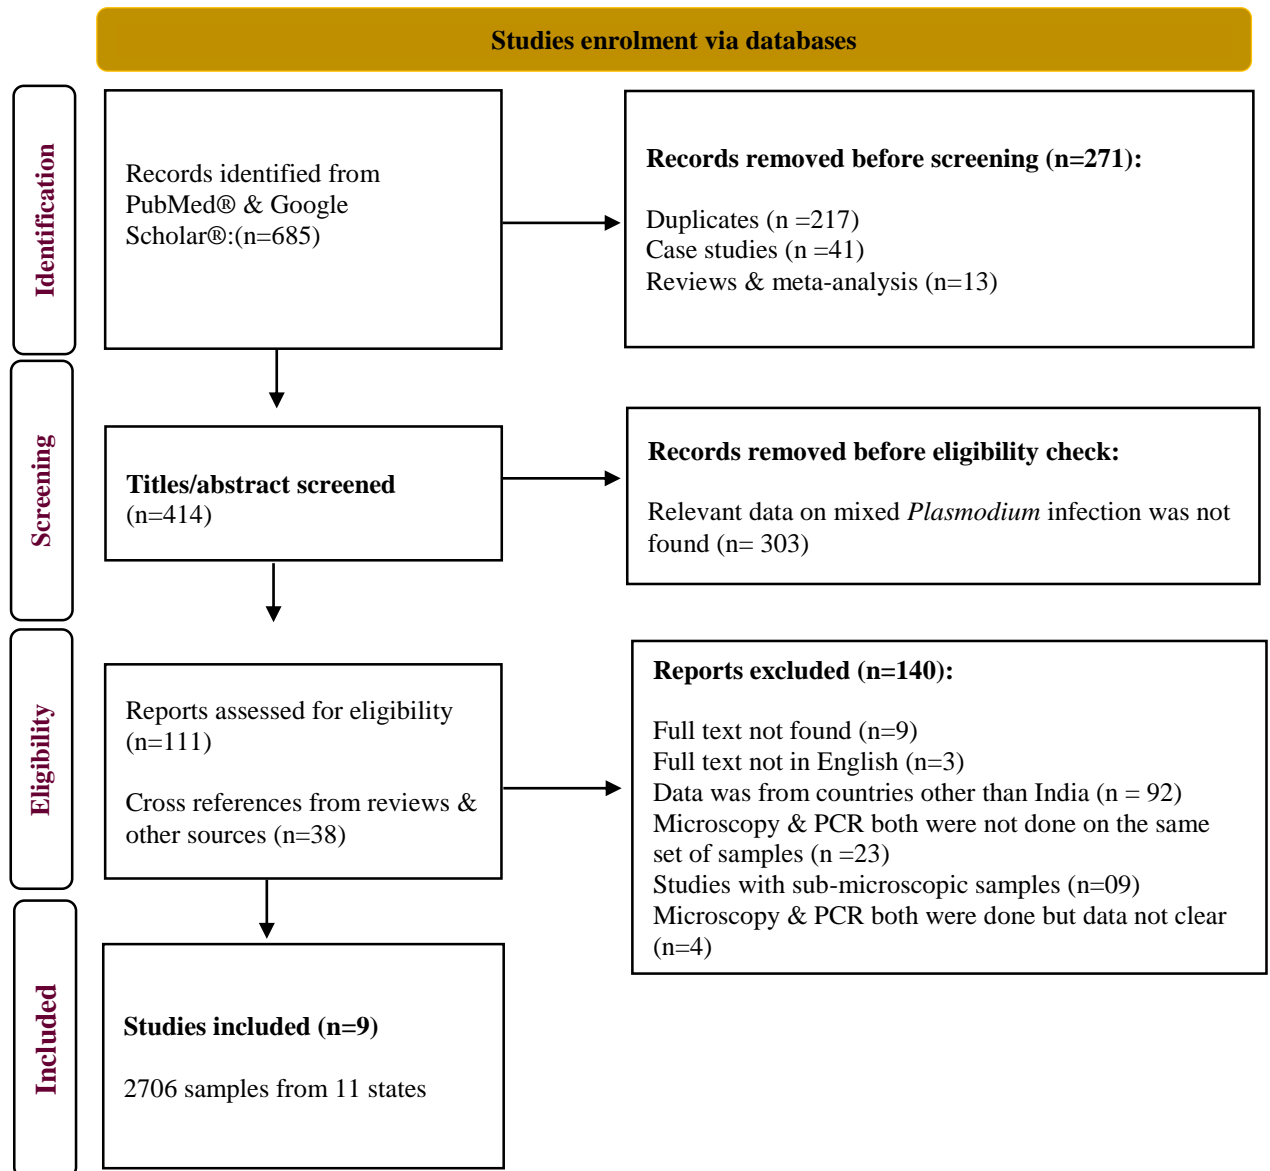 Studies enrolment via databases
Identification
Records identified from
PubMed® & Google
Scholar®:(n=685)
Records removed before screening (n=271):
Duplicates (n =217)
Case studies (n =41)
Reviews & meta-analysis (n=13)
Screening
Titles/abstract screened
(n=414)
Records removed before eligibility check:
Relevant data on mixed Plasmodium infection was not
found (n= 303)
Eligibility
Reports assessed for eligibility
(n=111)
Cross references from reviews &
other sources (n=38)
Reports excluded (n=140):
Full text not found (n=9)
Full text not in English (n=3)
Data was from countries other than India (n = 92)
Microscopy & PCR both were not done on the same
set of samples (n =23)
Studies with sub-microscopic samples (n=09)
Microscopy & PCR both were done but data not clear
(n=4)
Included
Studies included (n=9)
2706 samples from 11 states